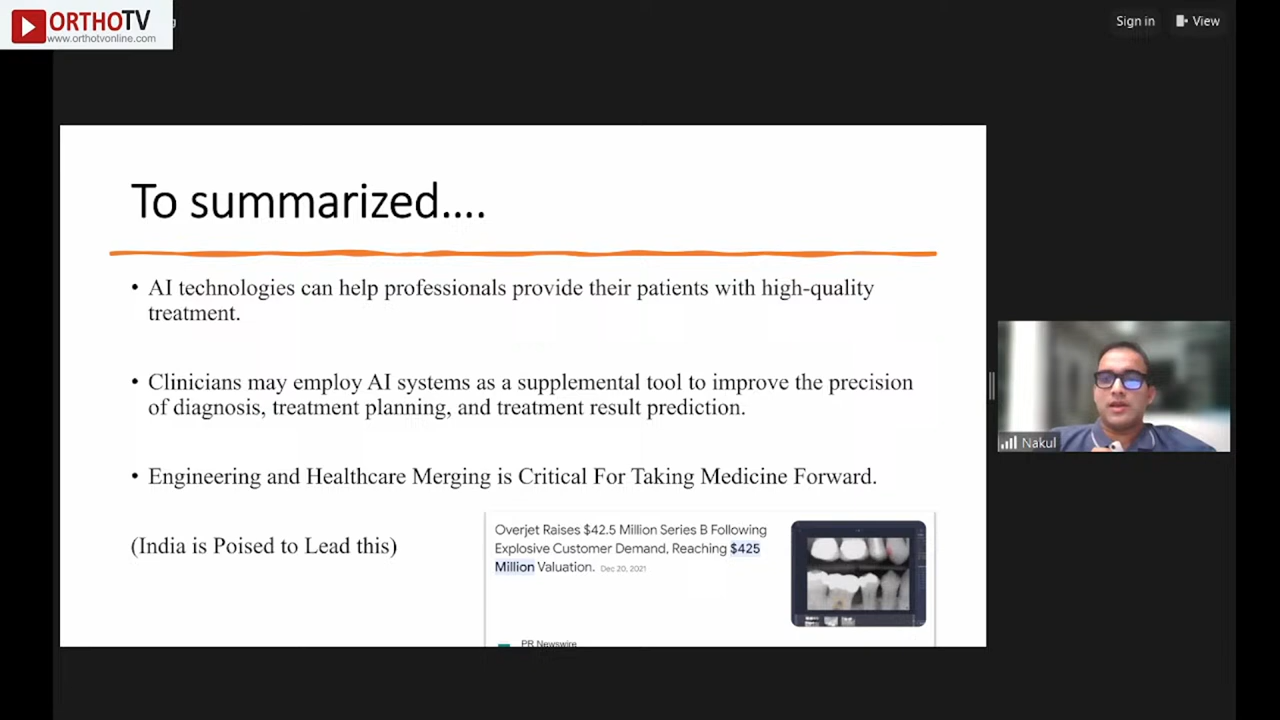 ORTHOTV
www.orthotvonline.com
Sign in
View
To summarized....
• AI technologies can help professionals provide their patients with high-quality
treatment.
• Clinicians may employ AI systems as a supplemental tool to improve the precision
of diagnosis, treatment planning, and treatment result prediction.
• Engineering and Healthcare Merging is Critical For Taking Medicine Forward.
(India is Poised to Lead this)
Overjet Raises $42.5 Million Series B Following
Explosive Customer Demand, Reaching $425
Million Valuation. Dec 20, 2021
PR Newswire
Nakul